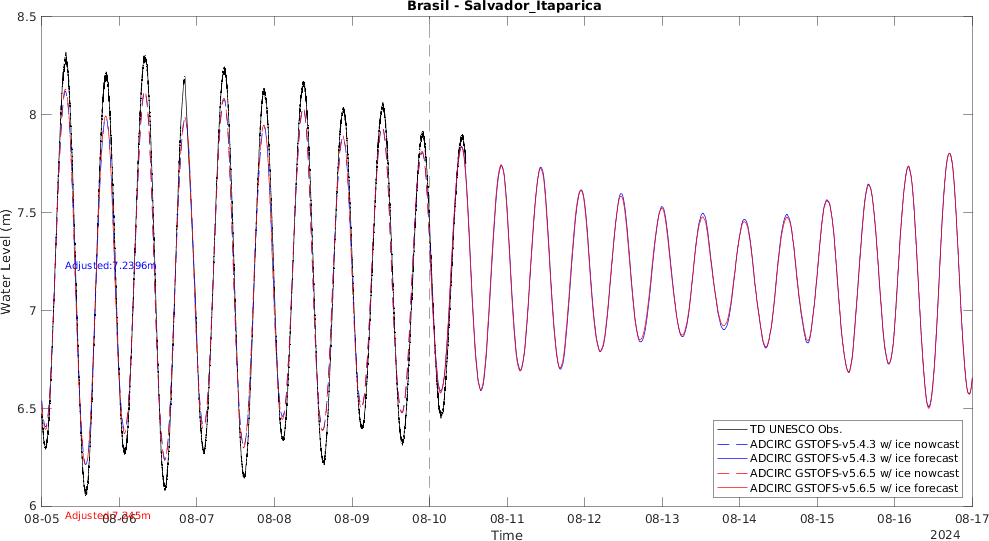 Brasil - Salvador_Itaparica
8.5
8
7.5
7
6.5
6
Water Level (m)
Adjusted:7.2396m
Adjusted:7.245m
TD UNESCO Obs.
ADCIRC GSTOFS-v5.4.3 w/ ice nowcast
ADCIRC GSTOFS-v5.4.3 w/ ice forecast
ADCIRC GSTOFS-v5.6.5 w/ ice nowcast
ADCIRC GSTOFS-v5.6.5 w/ ice forecast
08-05 08-06 08-07 08-08 08-09 08-10 08-11 08-12 08-13 08-14 08-15 08-16 08-17
Time
2024